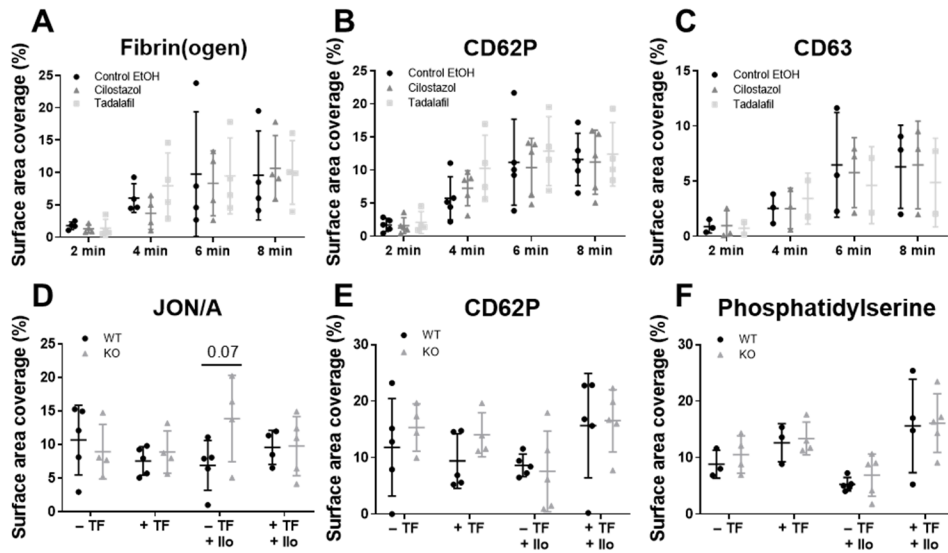 A
Fibrin(ogen)
Surface area coverage (%)
25
20
15
10
5
0
Control EtOH
Cilostazol
Tadalafil
2 min
4 min
6 min
8 min
B
CD62P
Surface area coverage (%)
25
20
15
10
5
0
Control EtOH
Cilostazol
Tadalafil
2 min
4 min
6 min
8 min
C
CD63
Surface area coverage (%)
15
10
5
0
Control EtOH
Cilostazol
Tadalafil
2 min
4 min
6 min
8 min
D
JON/A
Surface area coverage (%)
25
20
15
10
5
0
WT
KO
0.07
– TF
+ TF
– TF
+ Ilo
+ TF
+ Ilo
E
CD62P
Surface area coverage (%)
30
20
10
0
WT
KO
– TF
+ TF
– TF
+ Ilo
+ TF
+ Ilo
F
Phosphatidylserine
Surface area coverage (%)
30
20
10
0
WT
KO
– TF
+ TF
– TF
+ Ilo
+ TF
+ Ilo